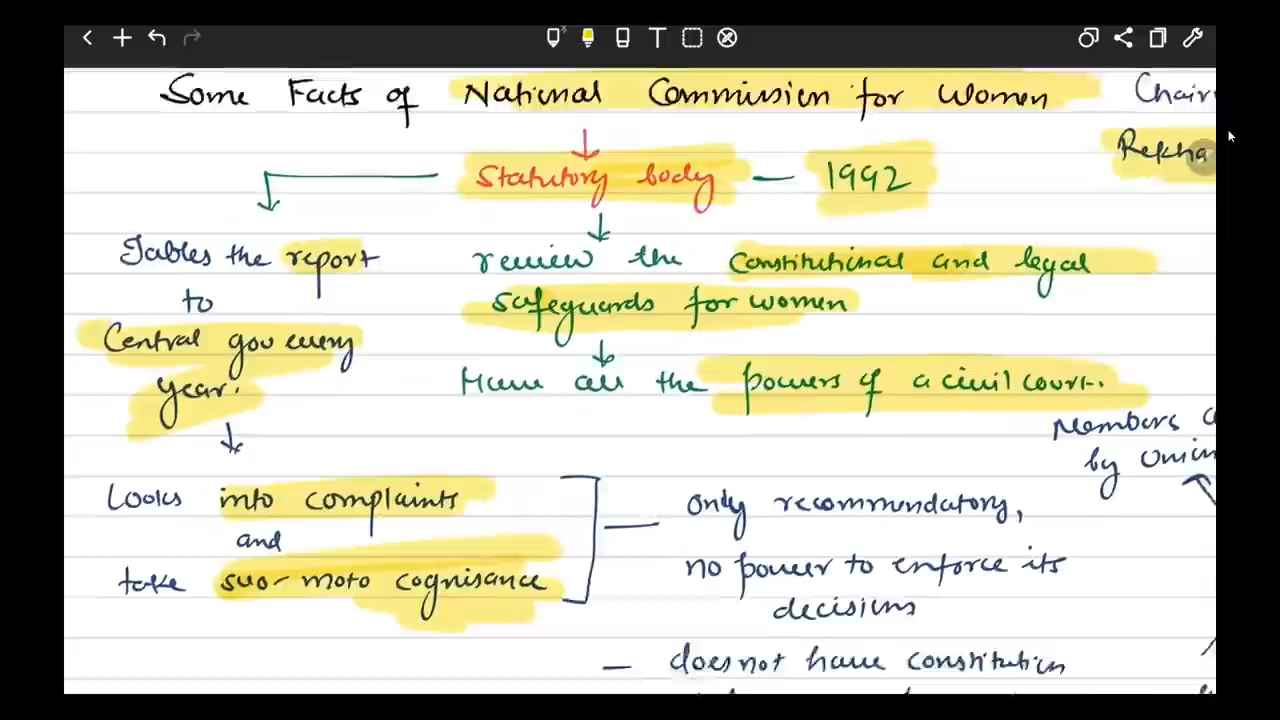 Some Facts of National Commission for Women
Chair
Rekha
Statutory body — 1992
Tables the report
to
Central gov every
year.
review the Constitutinal and legal
safeguards for women
Have all the powers of a civil court.
Members
by Union
Looks into complaints
and
take suo-moto cognisance
only recommendatory,
no power to enforce its
decisions
— does not have constitution